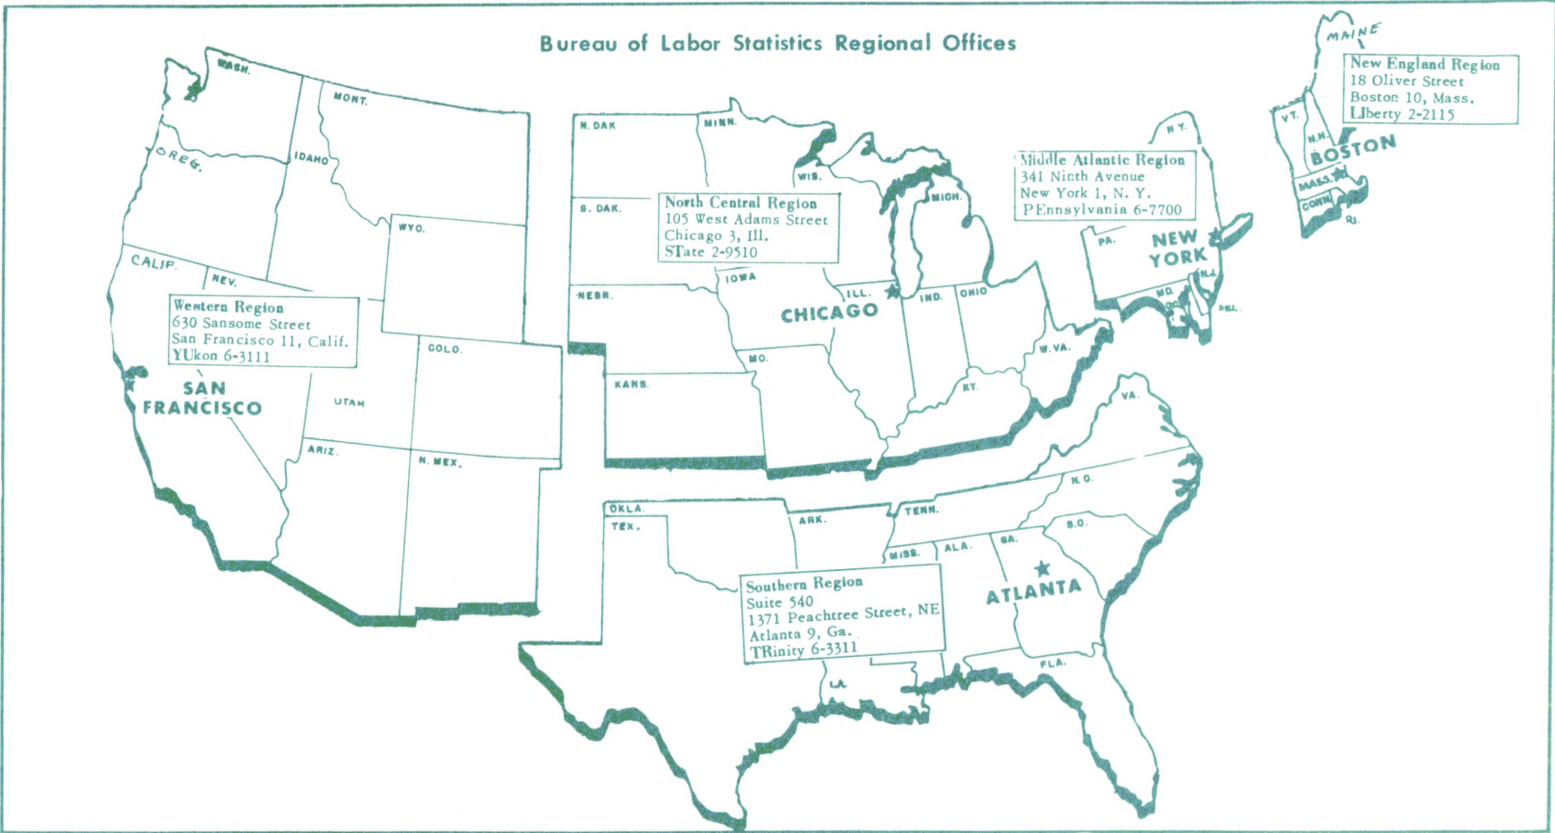 Bureau of Labor Statistics Regional Offices
MAINE
New England Region
18 Oliver Street
Boston 10, Mass.
LIberty 2-2115
VT.
N.H.
BOSTON
MASS.
CONN.
RI.
WASH.
MONT.
OREG.
IDAHO
WYO.
CALIF.
NEV.
Western Region
630 Sansome Street
San Francisco 11, Calif.
YUkon 6-3111
SAN
FRANCISCO
UTAH
COLO.
ARIZ.
N. MEX.
N. DAK
MINN.
WIS.
S. DAK.
North Central Region
105 West Adams Street
Chicago 3, Ill.
STate 2-9510
MICH.
NEBR.
IOWA
ILL.
CHICAGO
IND.
OHIO
MO.
KANS.
KY.
W. VA.
N.Y.
Middle Atlantic Region
341 Ninth Avenue
New York 1, N. Y.
PEnnsylvania 6-7700
PA.
NEW
YORK
N.J.
MD.
D.C.
DEL.
VA.
OKLA.
TEX.
ARK.
TENN.
N. C.
S. C.
MISS.
ALA.
GA.
Southern Region
Suite 540
1371 Peachtree Street, NE
Atlanta 9, Ga.
TRinity 6-3311
ATLANTA
LA.
FLA.